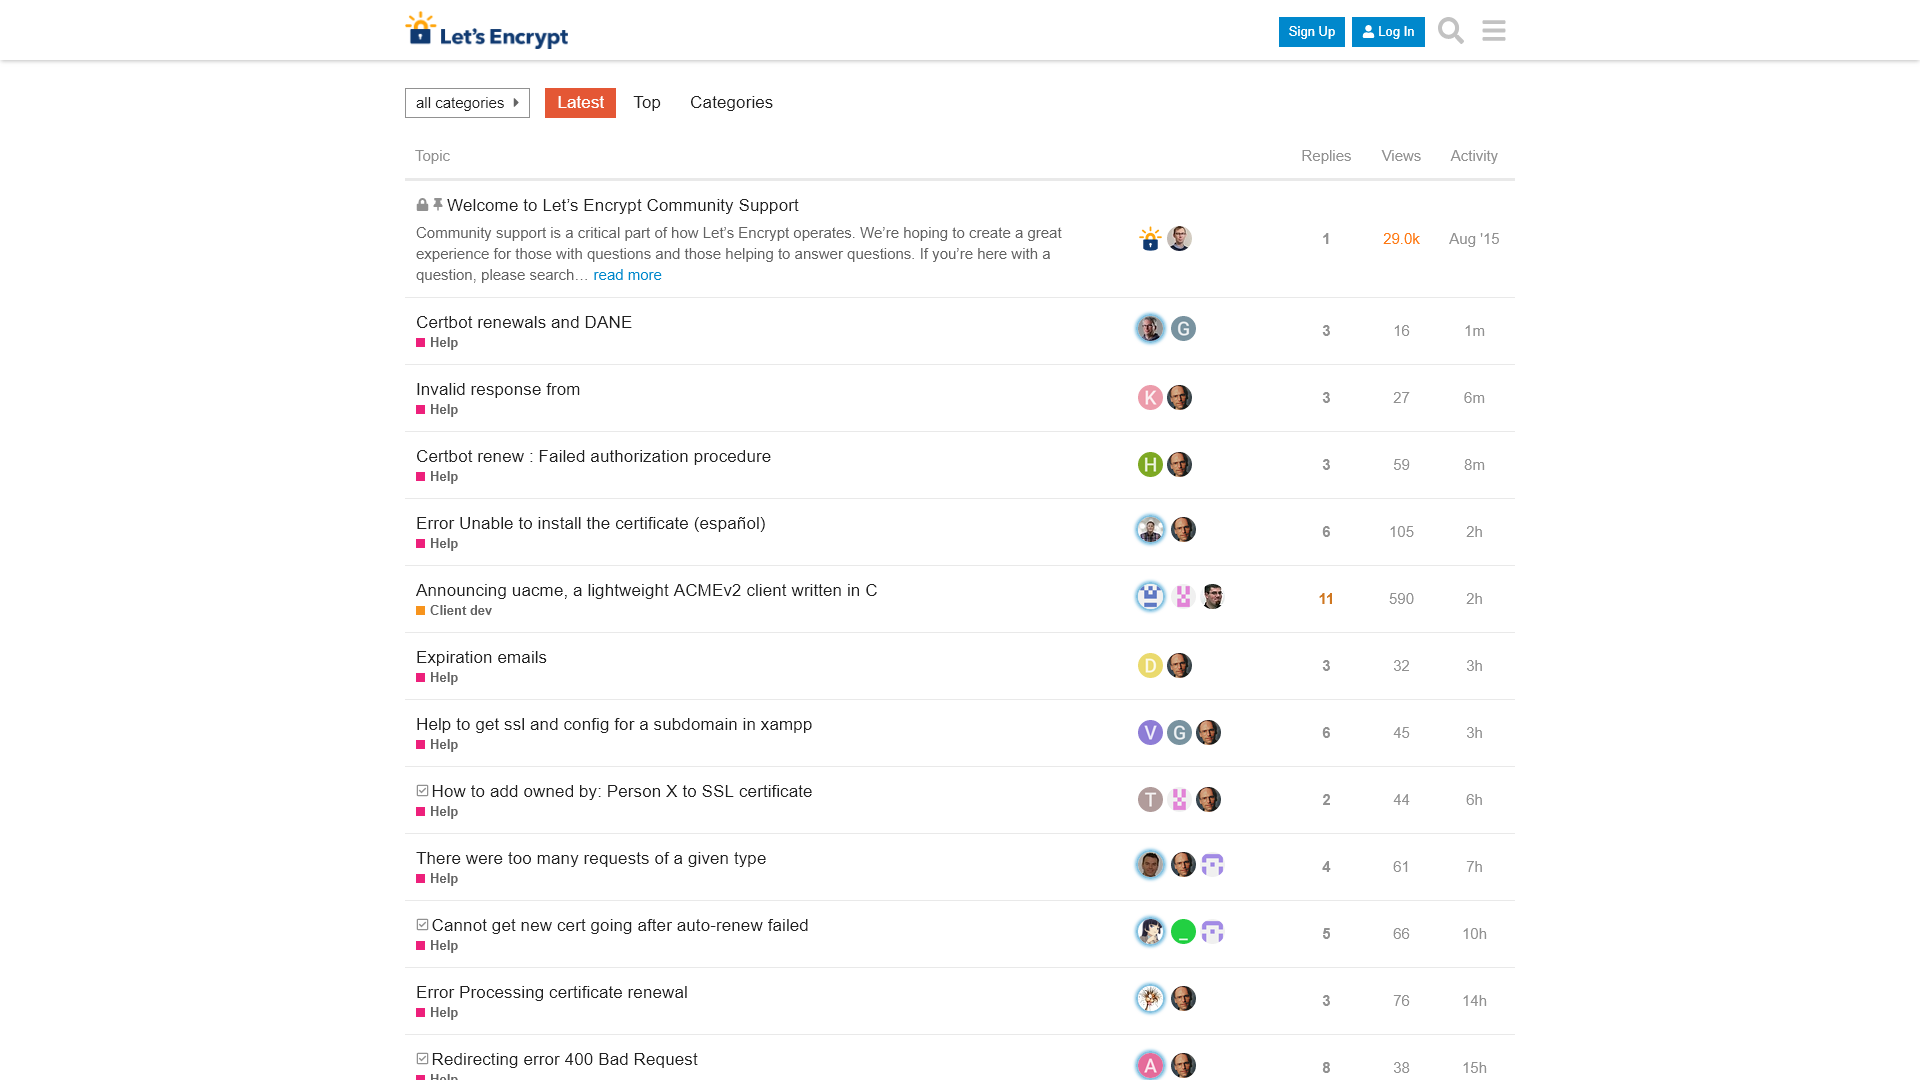 Let's Encrypt
Sign Up
Log In
all categories
Latest
Top
Categories
Topic
Replies
Views
Activity
Welcome to Let’s Encrypt Community Support
Community support is a critical part of how Let’s Encrypt operates. We’re hoping to create a great
experience for those with questions and those helping to answer questions. If you’re here with a
question, please search… read more
1
29.0k
Aug '15
Certbot renewals and DANE
Help
G
3
16
1m
Invalid response from
Help
K
3
27
6m
Certbot renew : Failed authorization procedure
Help
H
3
59
8m
Error Unable to install the certificate (español)
Help
6
105
2h
Announcing uacme, a lightweight ACMEv2 client written in C
Client dev
11
590
2h
Expiration emails
Help
D
3
32
3h
Help to get ssl and config for a subdomain in xampp
Help
V
G
6
45
3h
How to add owned by: Person X to SSL certificate
Help
T
2
44
6h
There were too many requests of a given type
Help
4
61
7h
Cannot get new cert going after auto-renew failed
Help
_
5
66
10h
Error Processing certificate renewal
Help
3
76
14h
Redirecting error 400 Bad Request
Help
A
8
38
15h